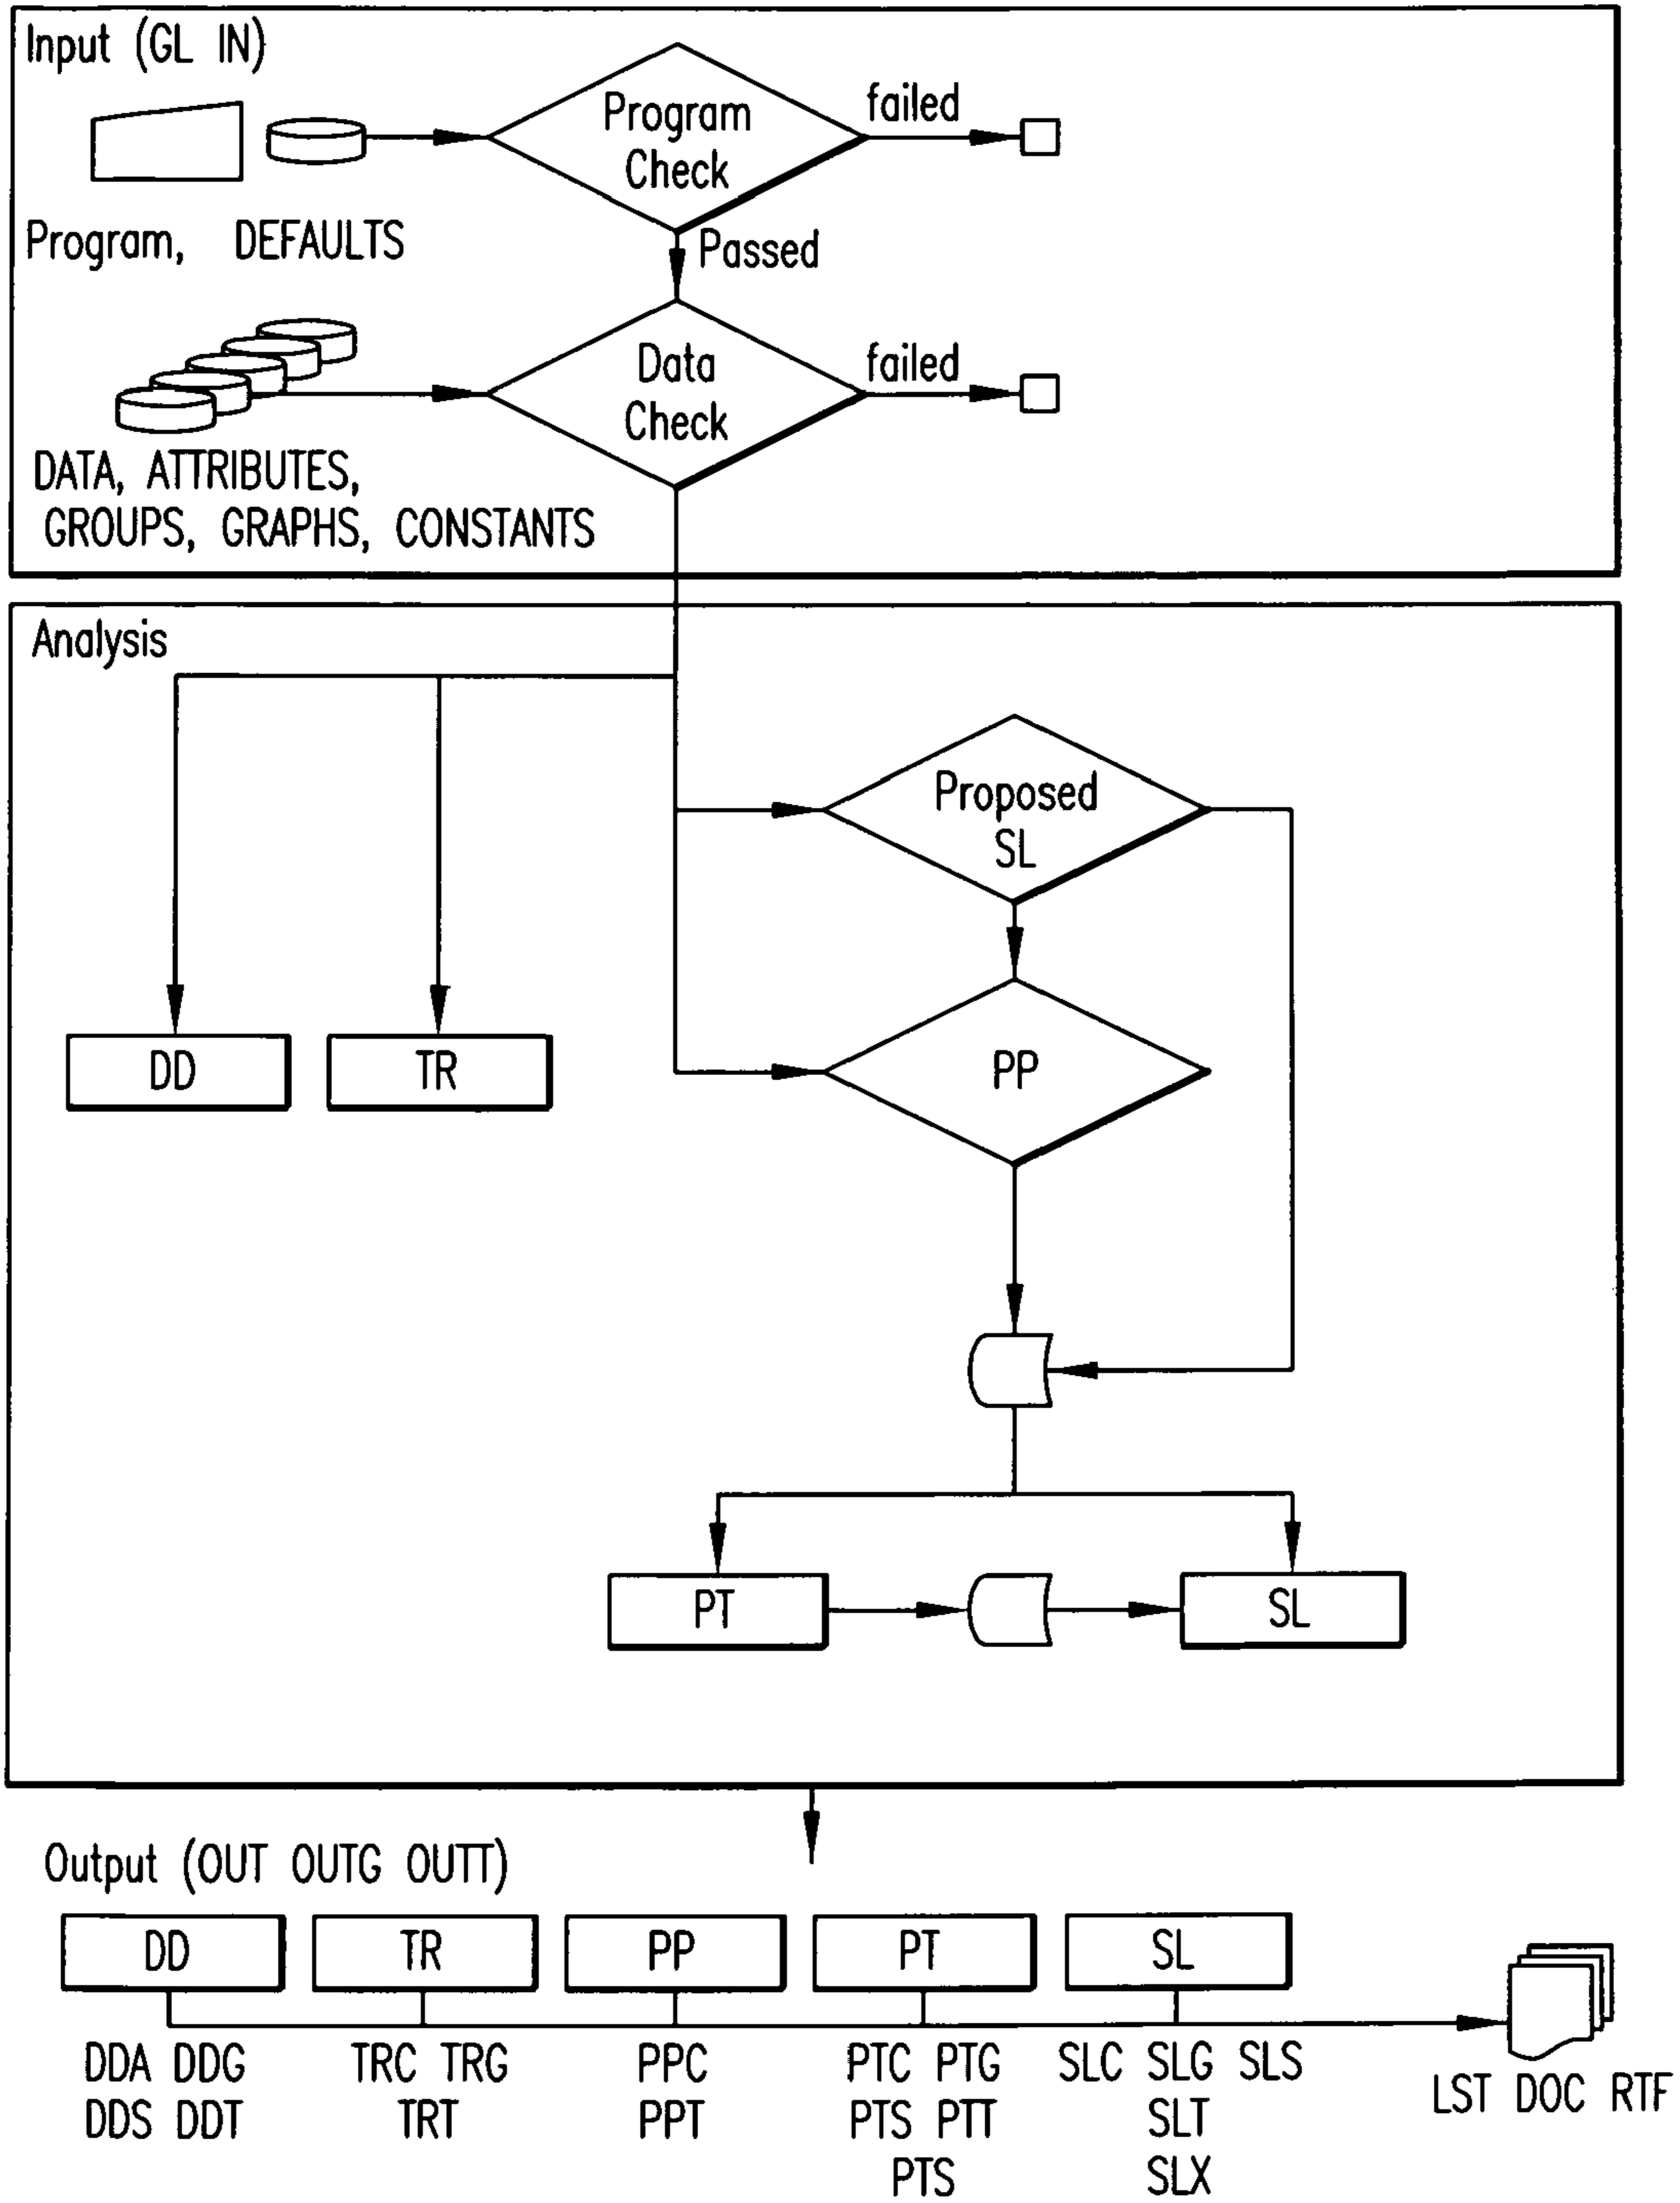 Input (GL IN)
Program
Check
failed
Program, DEFAULTS
Passed
Data
Check
failed
DATA, ATTRIBUTES,
GROUPS, GRAPHS, CONSTANTS
Analysis
Proposed
SL
DD
TR
PP
PT
SL
Output (OUT OUTG OUTT)
DD
TR
PP
PT
SL
DDA DDG
DDS DDT
TRC TRG
TRT
PPC
PPT
PTC PTG
PTS PTT
PTS
SLC SLG SLS
SLT
SLX
LST DOC RTF